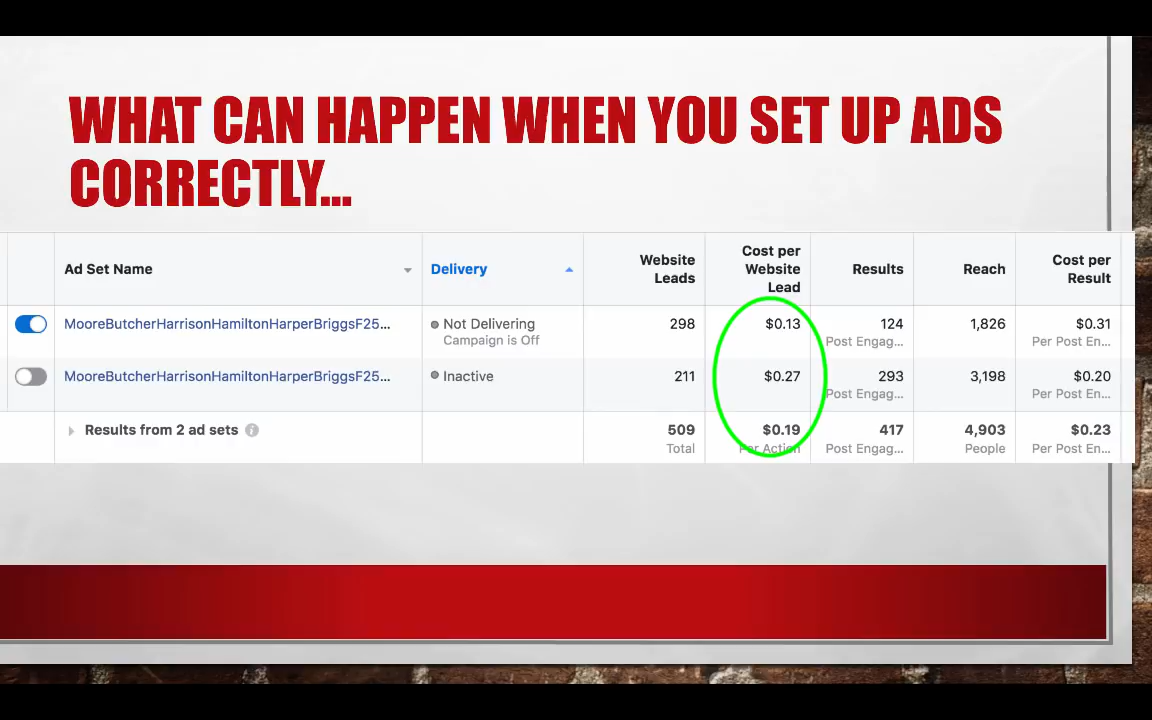 WHAT CAN HAPPEN WHEN YOU SET UP ADS
CORRECTLY...
Ad Set Name Delivery Website Leads Cost per Website Lead Results Reach Cost per Result
MooreButcherHarrisonHamiltonHarperBriggsF25... Not Delivering 298 $0.13 124 1,826 $0.31
Campaign is Off Post Engag... Per Post En...
MooreButcherHarrisonHamiltonHarperBriggsF25... Inactive 211 $0.27 293 3,198 $0.20
Post Engag... Per Post En...
Results from 2 ad sets 509 $0.19 417 4,903 $0.23
Total Per Action Post Engag... People Per Post En...